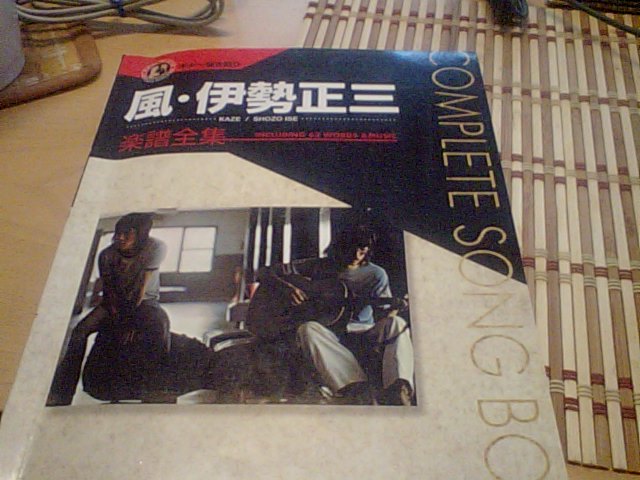 風・伊勢正三
KAZE / SHOZO ISE
楽譜全集
INCLUDING 62 WORDS & MUSIC
COMPLETE SONG BO